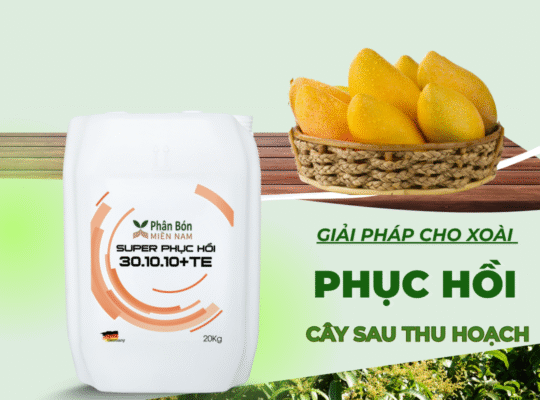 Phân Bón
MIỀN NAM
SUPER PHỤC HỒI
30.10.10+TE
20Kg
GIẢI PHÁP CHO XOÀI
PHỤC HỒI
CÂY SAU THU HOẠCH